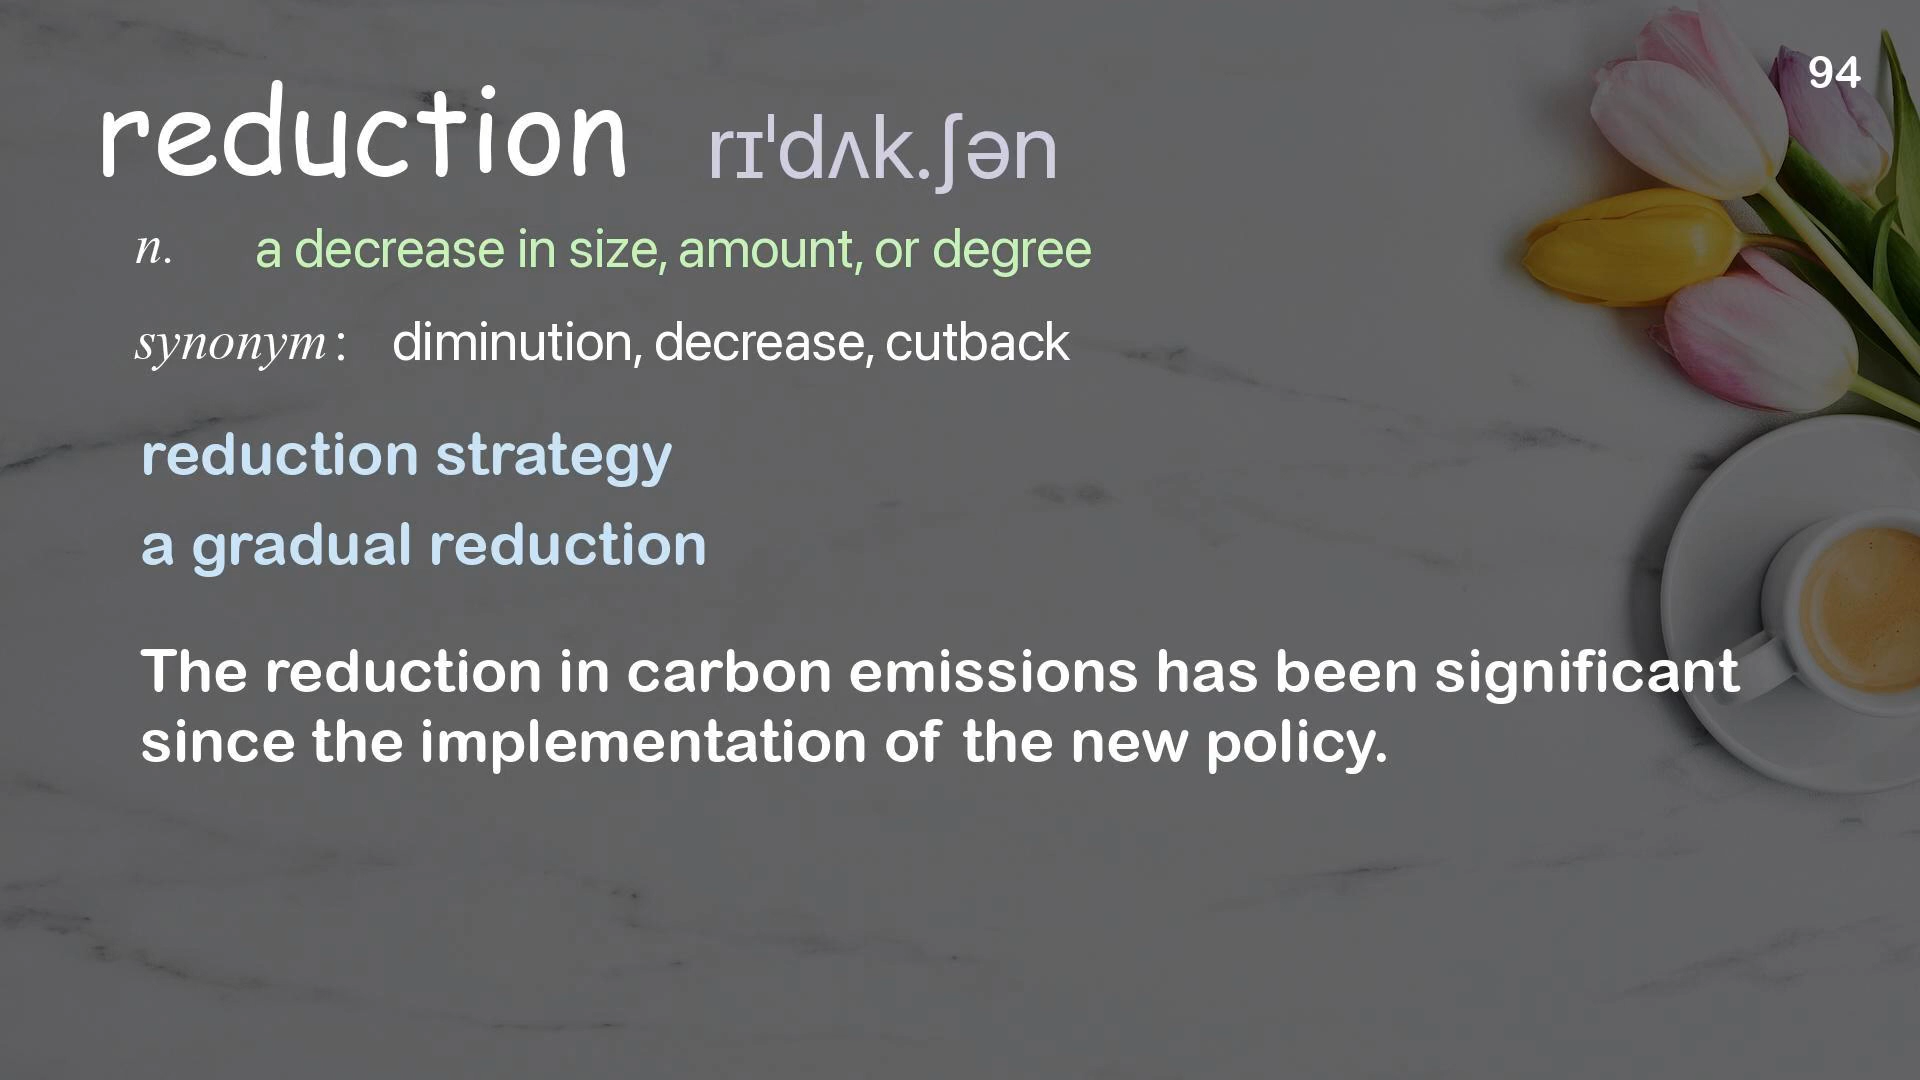 94
reduction rɪˈdʌk.ʃən
n. a decrease in size, amount, or degree
synonym: diminution, decrease, cutback
reduction strategy
a gradual reduction
The reduction in carbon emissions has been significant
since the implementation of the new policy.